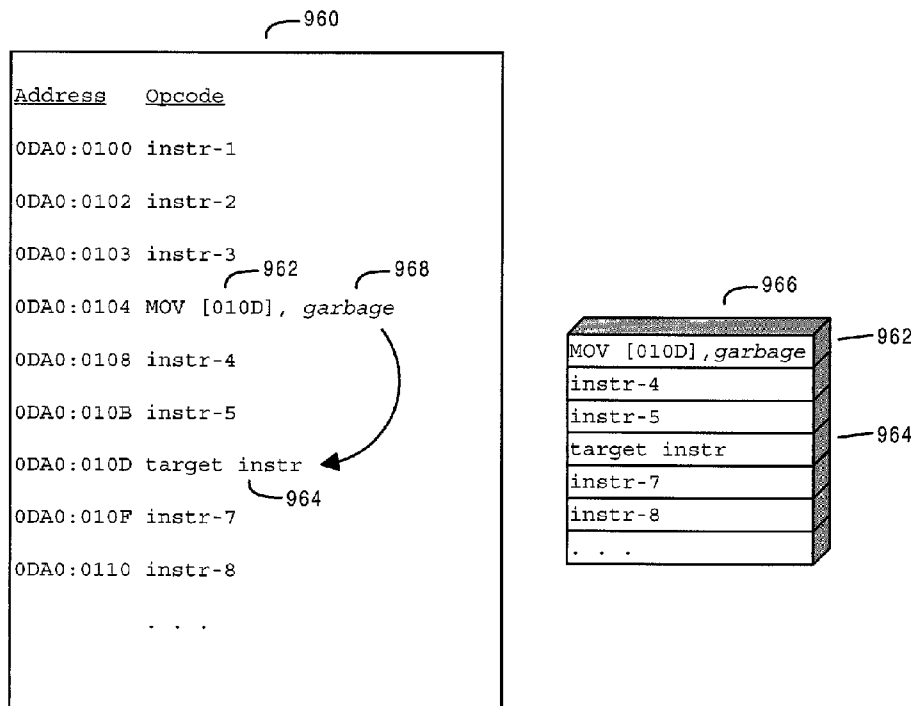 960
Address Opcode
0DA0:0100 instr-1
0DA0:0102 instr-2
0DA0:0103 instr-3
962 968
0DA0:0104 MOV [010D], garbage
0DA0:0108 instr-4
0DA0:010B instr-5
0DA0:010D target instr
964
0DA0:010F instr-7
0DA0:0110 instr-8
. . .
966
MOV [010D],garbage
962
instr-4
instr-5
target instr
964
instr-7
instr-8
. . .